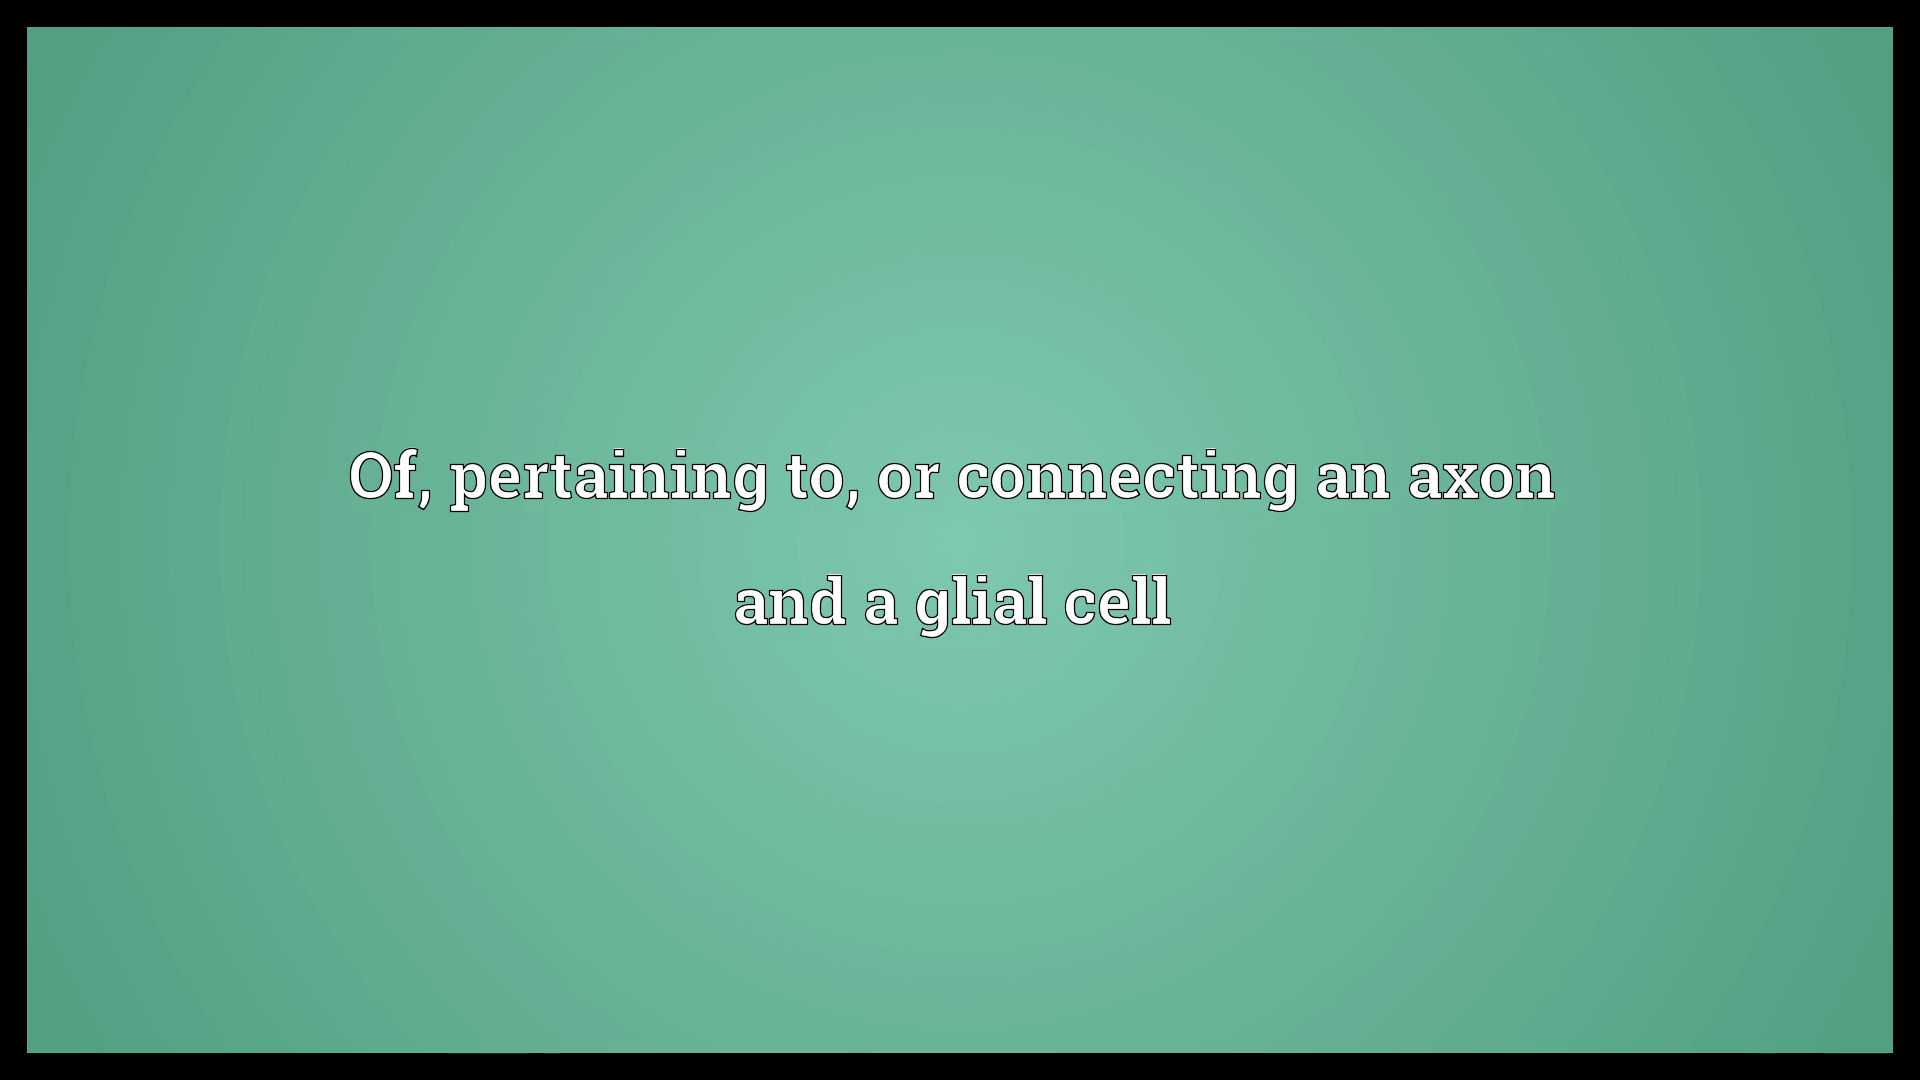 Of, pertaining to, or connecting an axon
and a glial cell